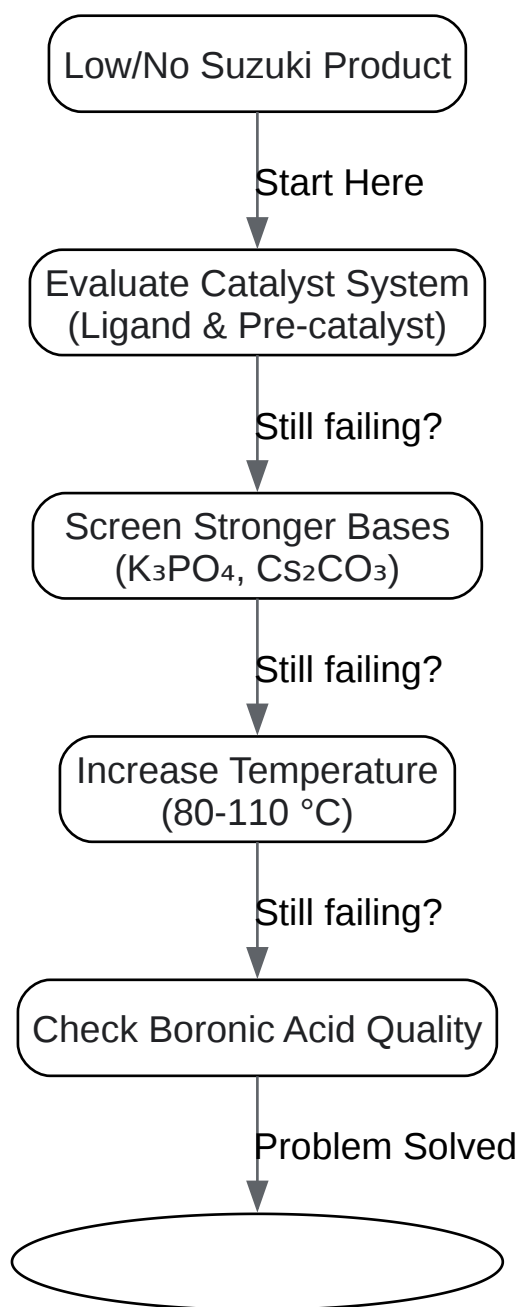 Low/No Suzuki Product
Start Here
Evaluate Catalyst System
(Ligand & Pre-catalyst)
Still failing?
Screen Stronger Bases
(K₃PO₄, Cs₂CO₃)
Still failing?
Increase Temperature
(80-110 °C)
Still failing?
Check Boronic Acid Quality
Problem Solved